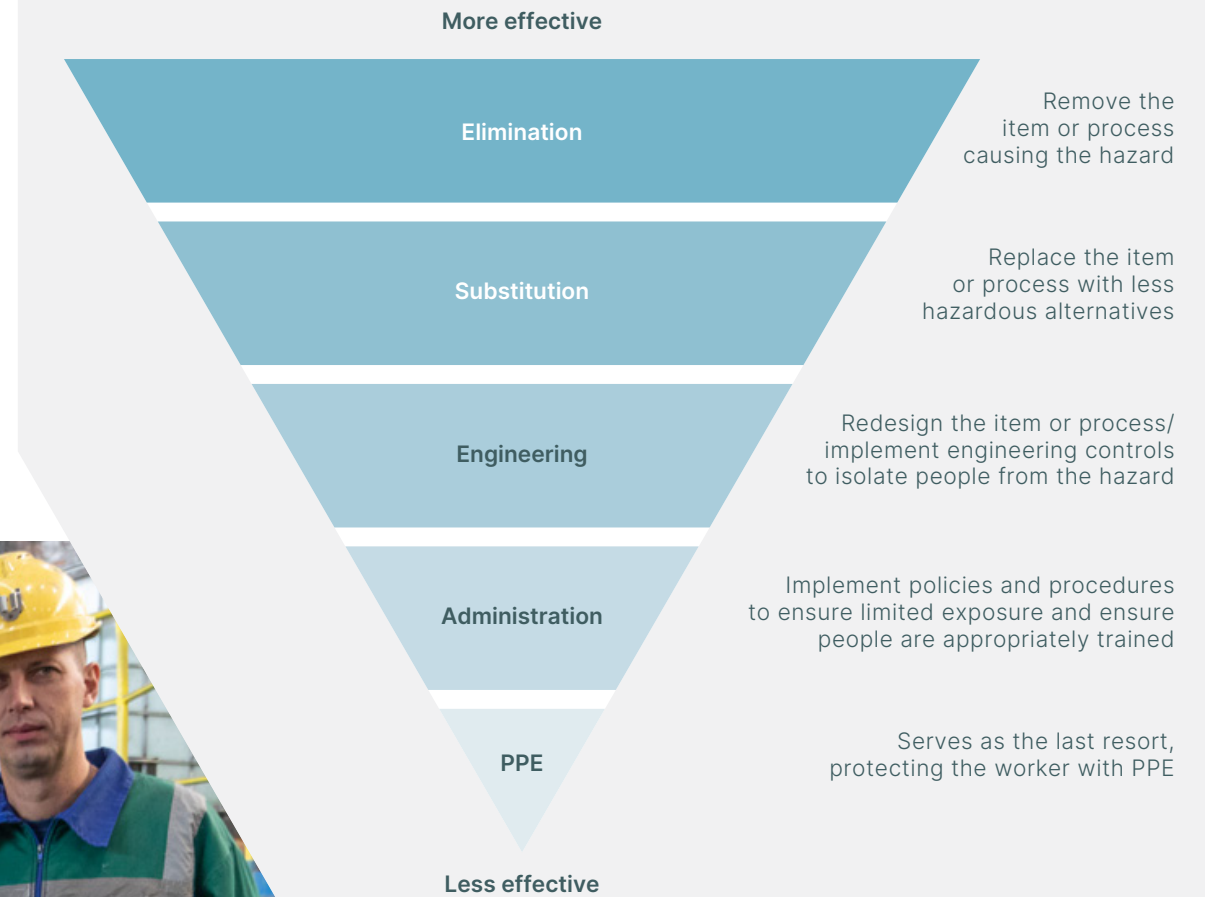 More effective
Elimination
Remove the
item or process
causing the hazard
Substitution
Replace the item
or process with less
hazardous alternatives
Engineering
Redesign the item or process/
implement engineering controls
to isolate people from the hazard
Administration
Implement policies and procedures
to ensure limited exposure and ensure
people are appropriately trained
PPE
Serves as the last resort,
protecting the worker with PPE
Less effective